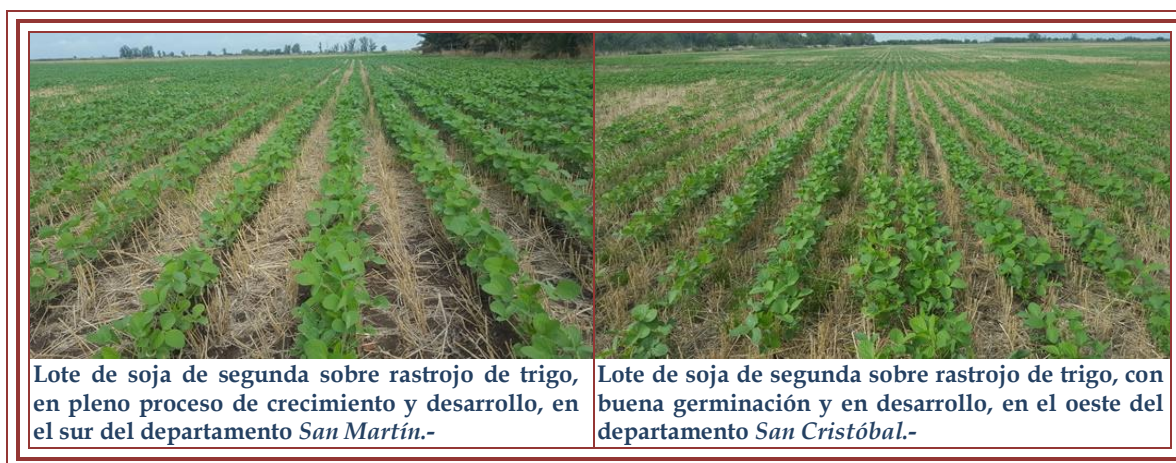 Lote de soja de segunda sobre rastrojo de trigo,
en pleno proceso de crecimiento y desarrollo, en
el sur del departamento San Martín.-
Lote de soja de segunda sobre rastrojo de trigo, con
buena germinación y en desarrollo, en el oeste del
departamento San Cristóbal.-